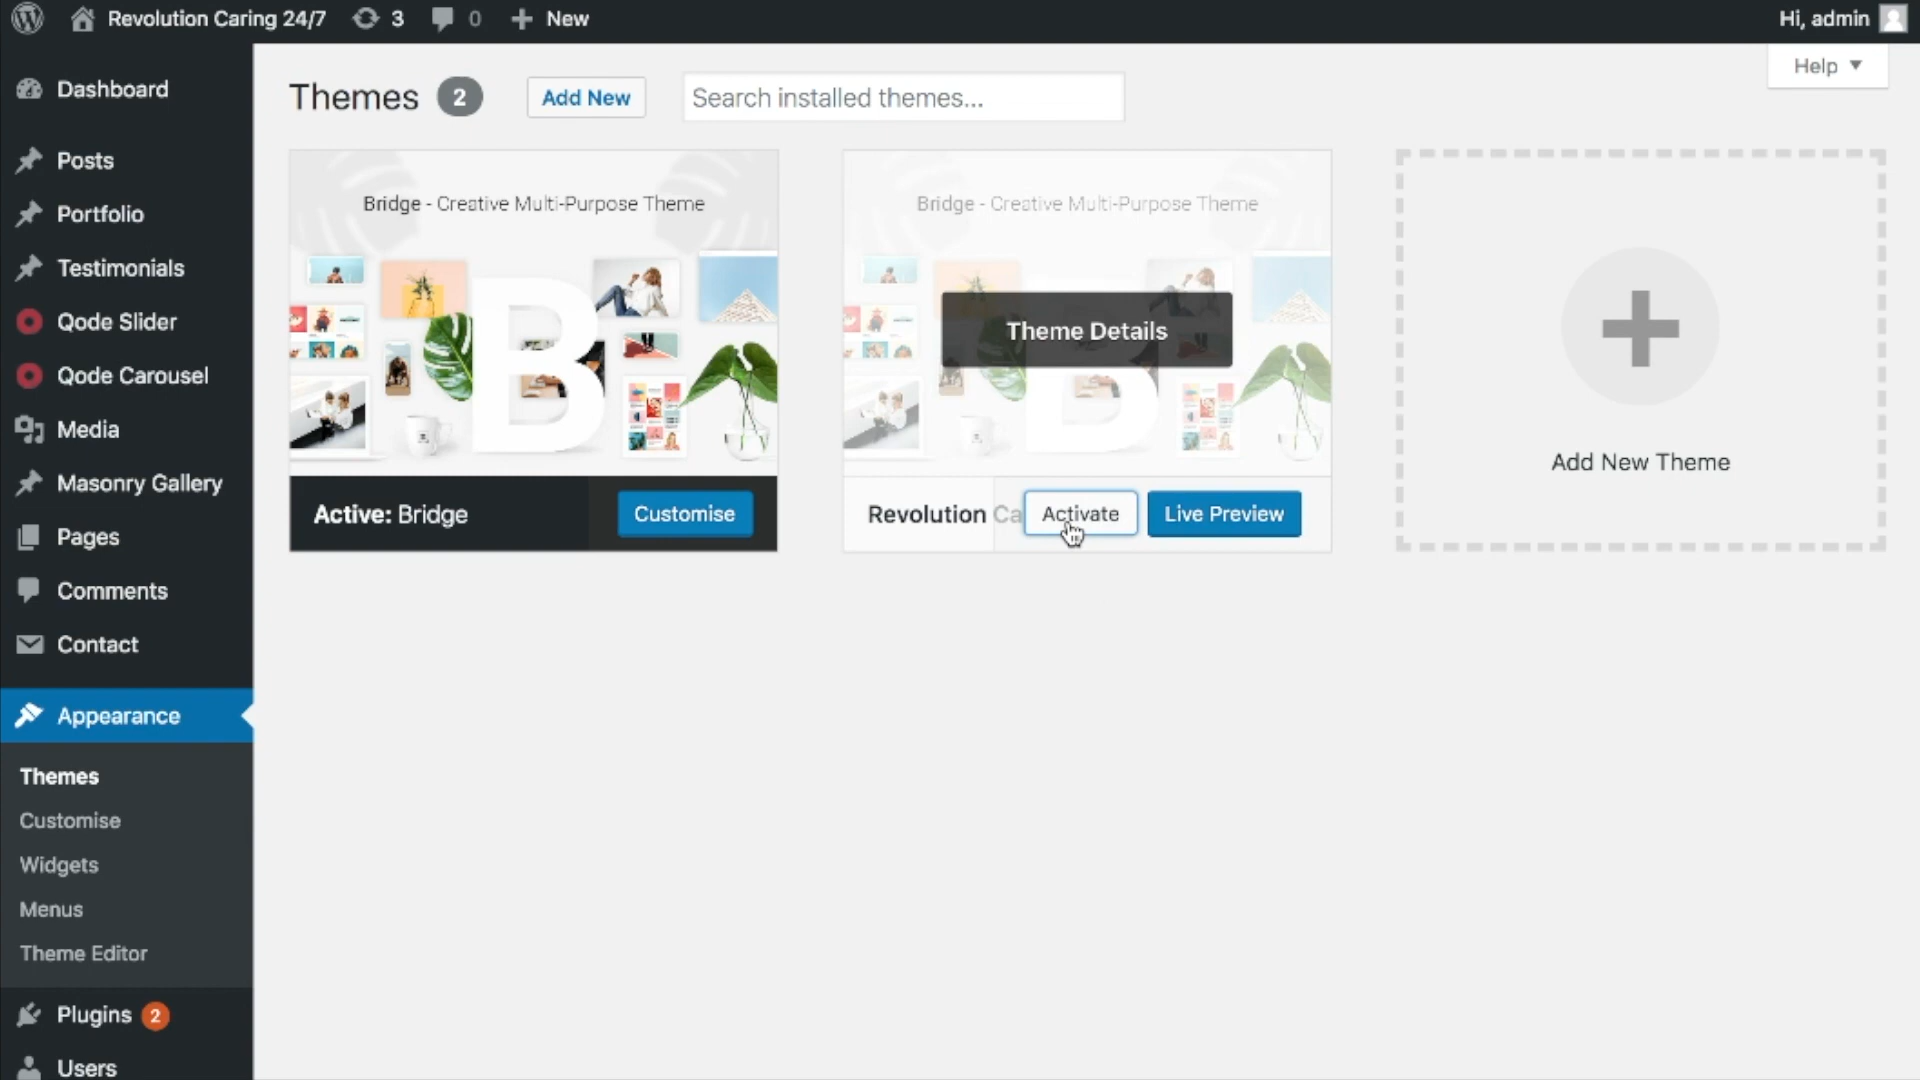 Revolution Caring 24/7 3 0 New Hi, admin
Help
Dashboard
Posts
Portfolio
Testimonials
Qode Slider
Qode Carousel
Media
Masonry Gallery
Pages
Comments
Contact
Appearance
Themes
Customise
Widgets
Menus
Theme Editor
Plugins 2
Users
Themes 2 Add New Search installed themes...
Bridge - Creative Multi-Purpose Theme
B
Active: Bridge Customise
Bridge - Creative Multi-Purpose Theme
Theme Details
B
Revolution Ca Activate Live Preview
Add New Theme